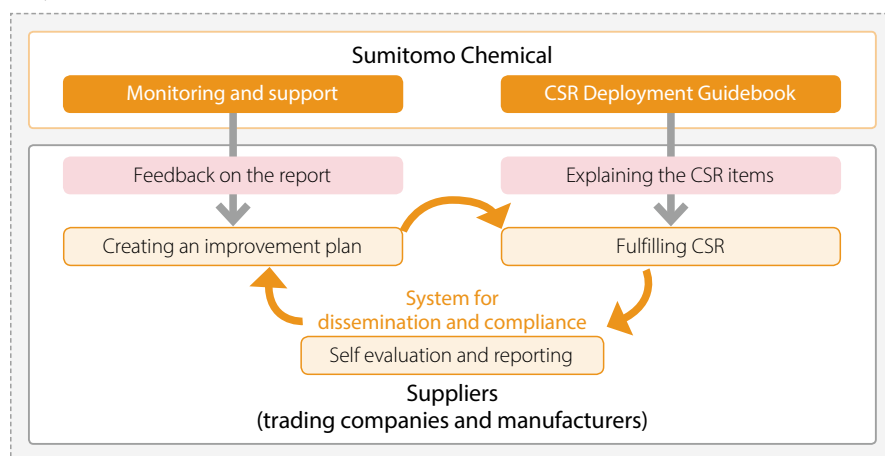 Sumitomo Chemical
Monitoring and support
CSR Deployment Guidebook
Feedback on the report
Explaining the CSR items
Creating an improvement plan
Fulfilling CSR
System for
dissemination and compliance
Self evaluation and reporting
Suppliers
(trading companies and manufacturers)